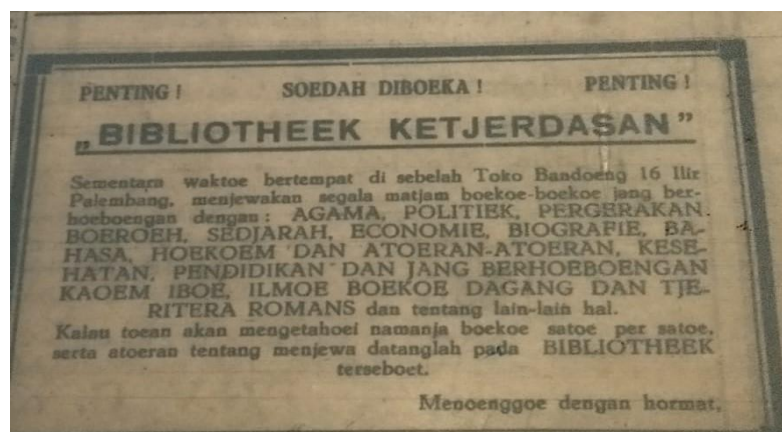 PENTING ! SOEDAH DIBOEKA ! PENTING !
„BIBLIOTHEEK KETJERDASAN”
Sementara waktoe bertempat di sebelah Toko Bandoeng 16 Ilir
Palembang, menjewakan segala matjam boekoe-boekoe jang ber-
hoeboengan dengan : AGAMA, POLITIEK, PERGERAKAN
BOEROEH, SEDJARAH, ECONOMIE, BIOGRAFIE, BA-
HASA, HOEKOEM DAN ATOERAN-ATOERAN, KESE-
HATAN, PENDIDIKAN DAN JANG BERHOEBOENGAN
KAOEM IBOE, ILMOE BOEKOE DAGANG DAN TJE-
RITERA ROMANS dan tentang lain-lain hal.
Kalau toean akan mengetahoei namanja boekoe satoe per satoe,
serta atoeran tentang menjewa datanglah pada BIBLIOTHEEK
terseboet.
Menoenggoe dengan hormat,